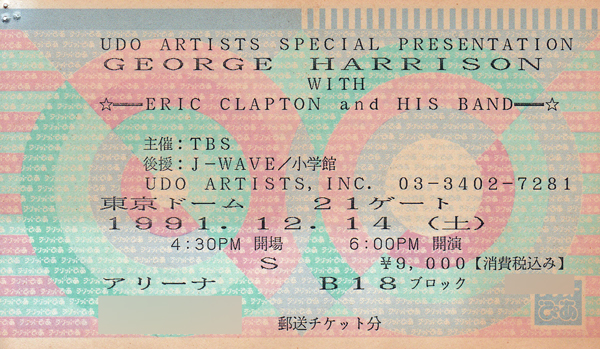 UDO ARTISTS SPECIAL PRESENTATION
GEORGE HARRISON
WITH
☆━━ERIC CLAPTON and HIS BAND━━☆
主催：TBS
後援：J-WAVE／小学館
UDO ARTISTS, INC. 03-3402-7281
東京ドーム 21ゲート
1991.12.14 (土)
4:30PM 開場 6:00PM 開演
S ¥9,000【消費税込み】
アリーナ B18 ブロック
郵送チケット分